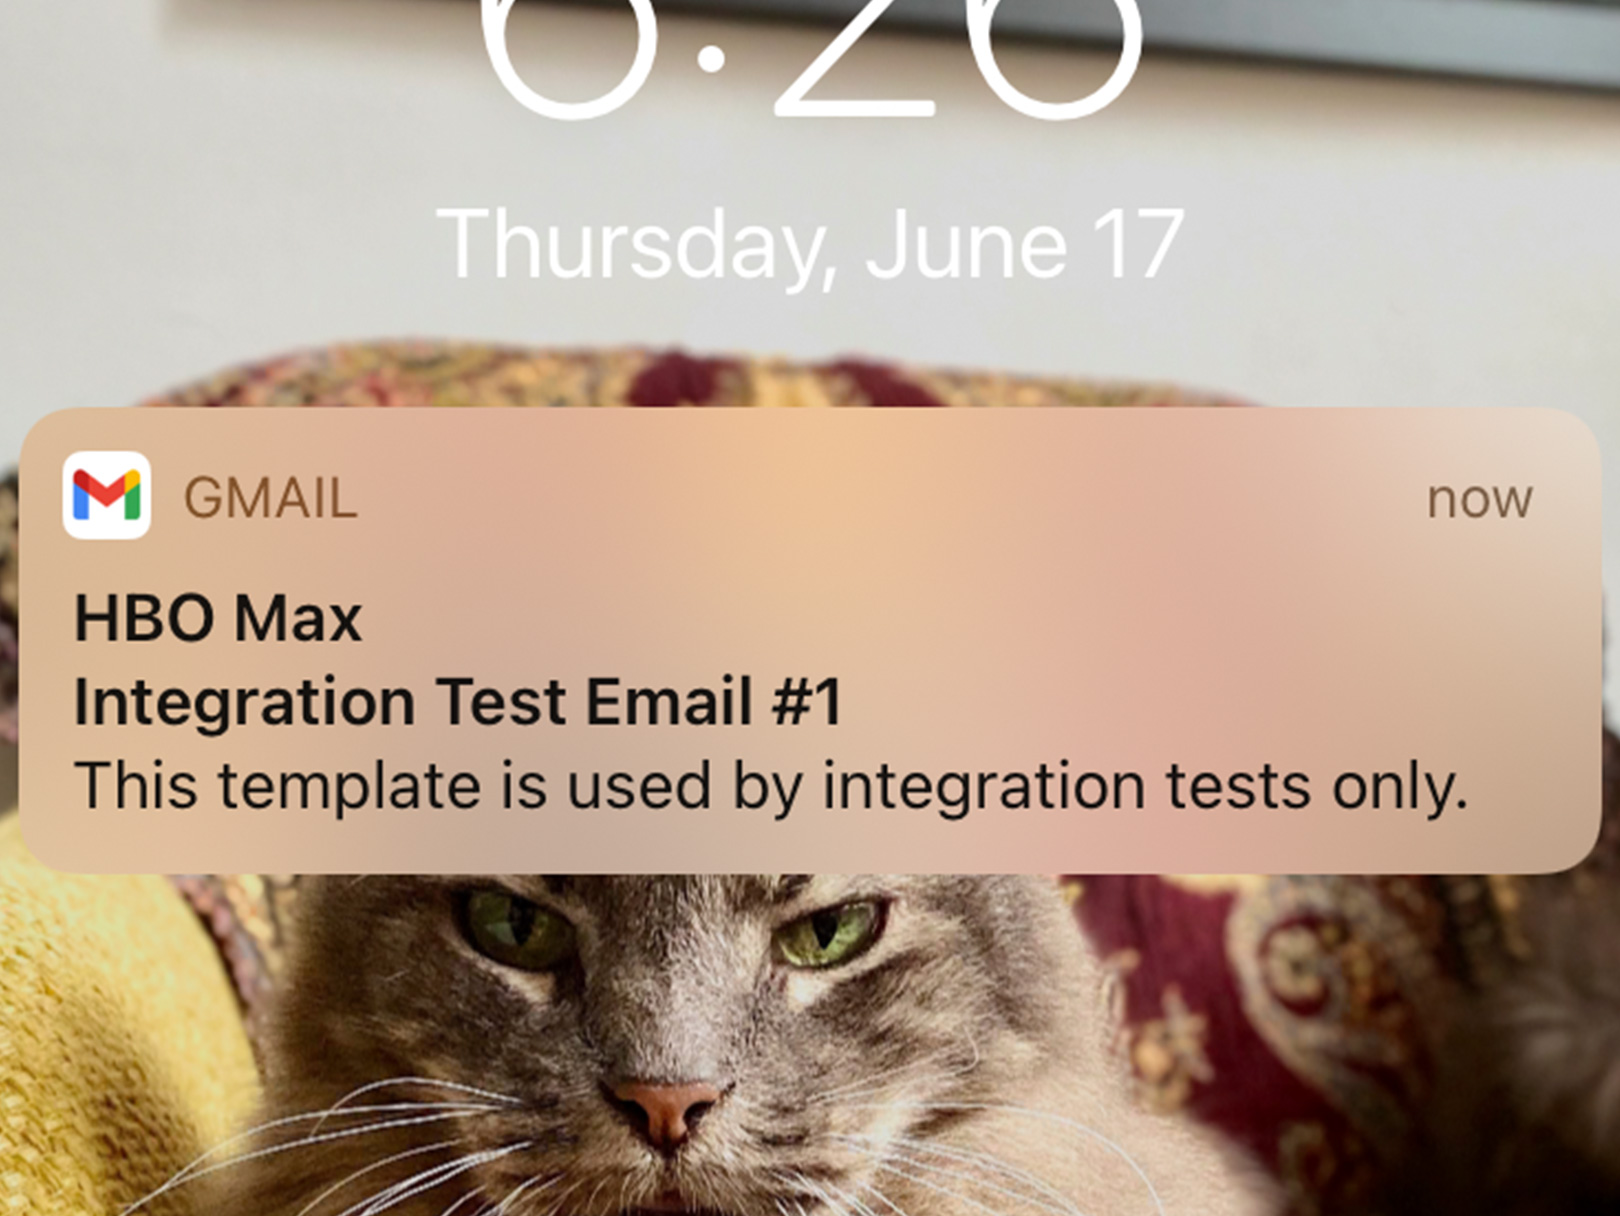 6:26
Thursday, June 17
GMAIL now
HBO Max
Integration Test Email #1
This template is used by integration tests only.